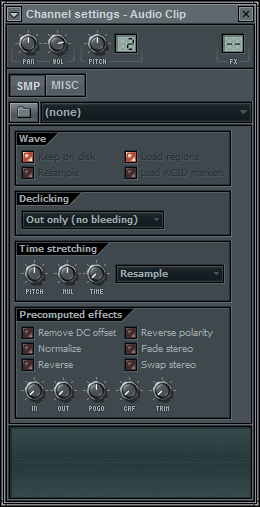 Channel settings - Audio Clip
PAN VOL PITCH 2 -- FX
SMP MISC
(none)
Wave
Keep on disk Load regions
Resample Load ACID markers
Declicking
Out only (no bleeding)
Time stretching
PITCH MUL TIME Resample
Precomputed effects
Remove DC offset Reverse polarity
Normalize Fade stereo
Reverse Swap stereo
IN OUT POGO CRF TRIM